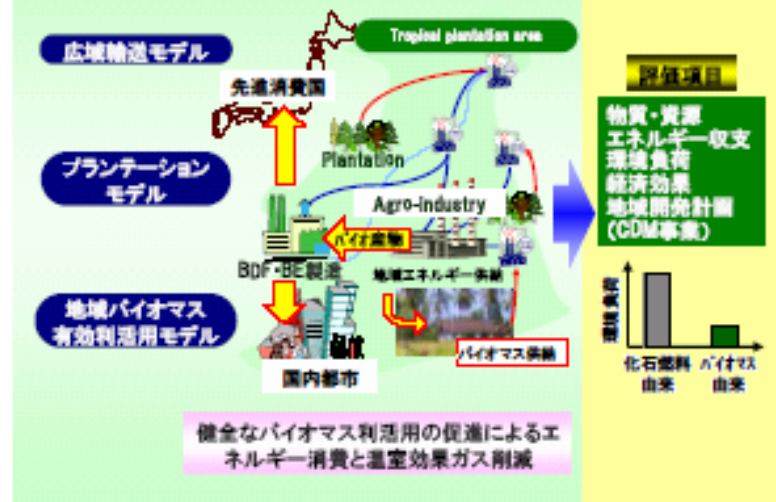 広域輸送モデル
Tropical plantation area
先進消費国
評価項目
物質・資源
エネルギー収支
環境負荷
経済効果
地域開発計画
(CDM事業)
プランテーション
モデル
Plantation
Agro-industry
バイオ産物
BDF・BE製造
地域エネルギー供給
地域バイオマス
有効利活用モデル
バイオマス供給
国内都市
環境負荷
化石燃料
由来
バイオマス
由来
健全なバイオマス利活用の促進によるエ
ネルギー消費と温室効果ガス削減